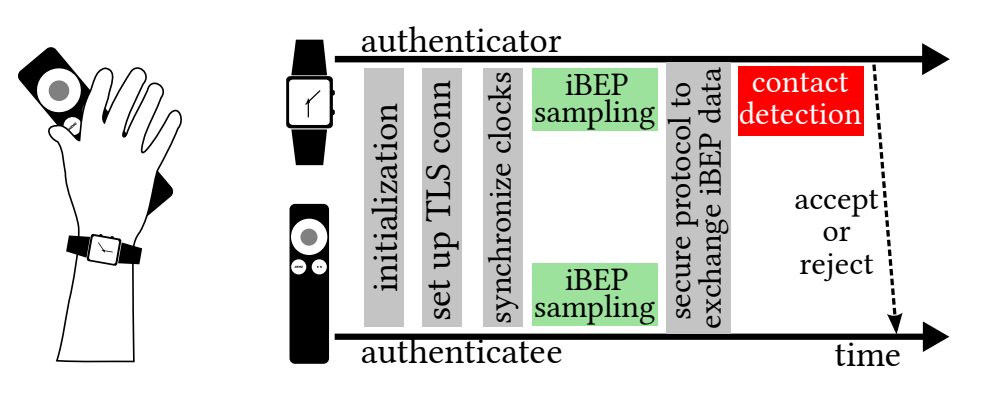 authenticator
initialization
set up TLS conn
synchronize clocks
iBEP
sampling
iBEP
sampling
secure protocol to
exchange iBEP data
contact
detection
accept
or
reject
authenticatee
time